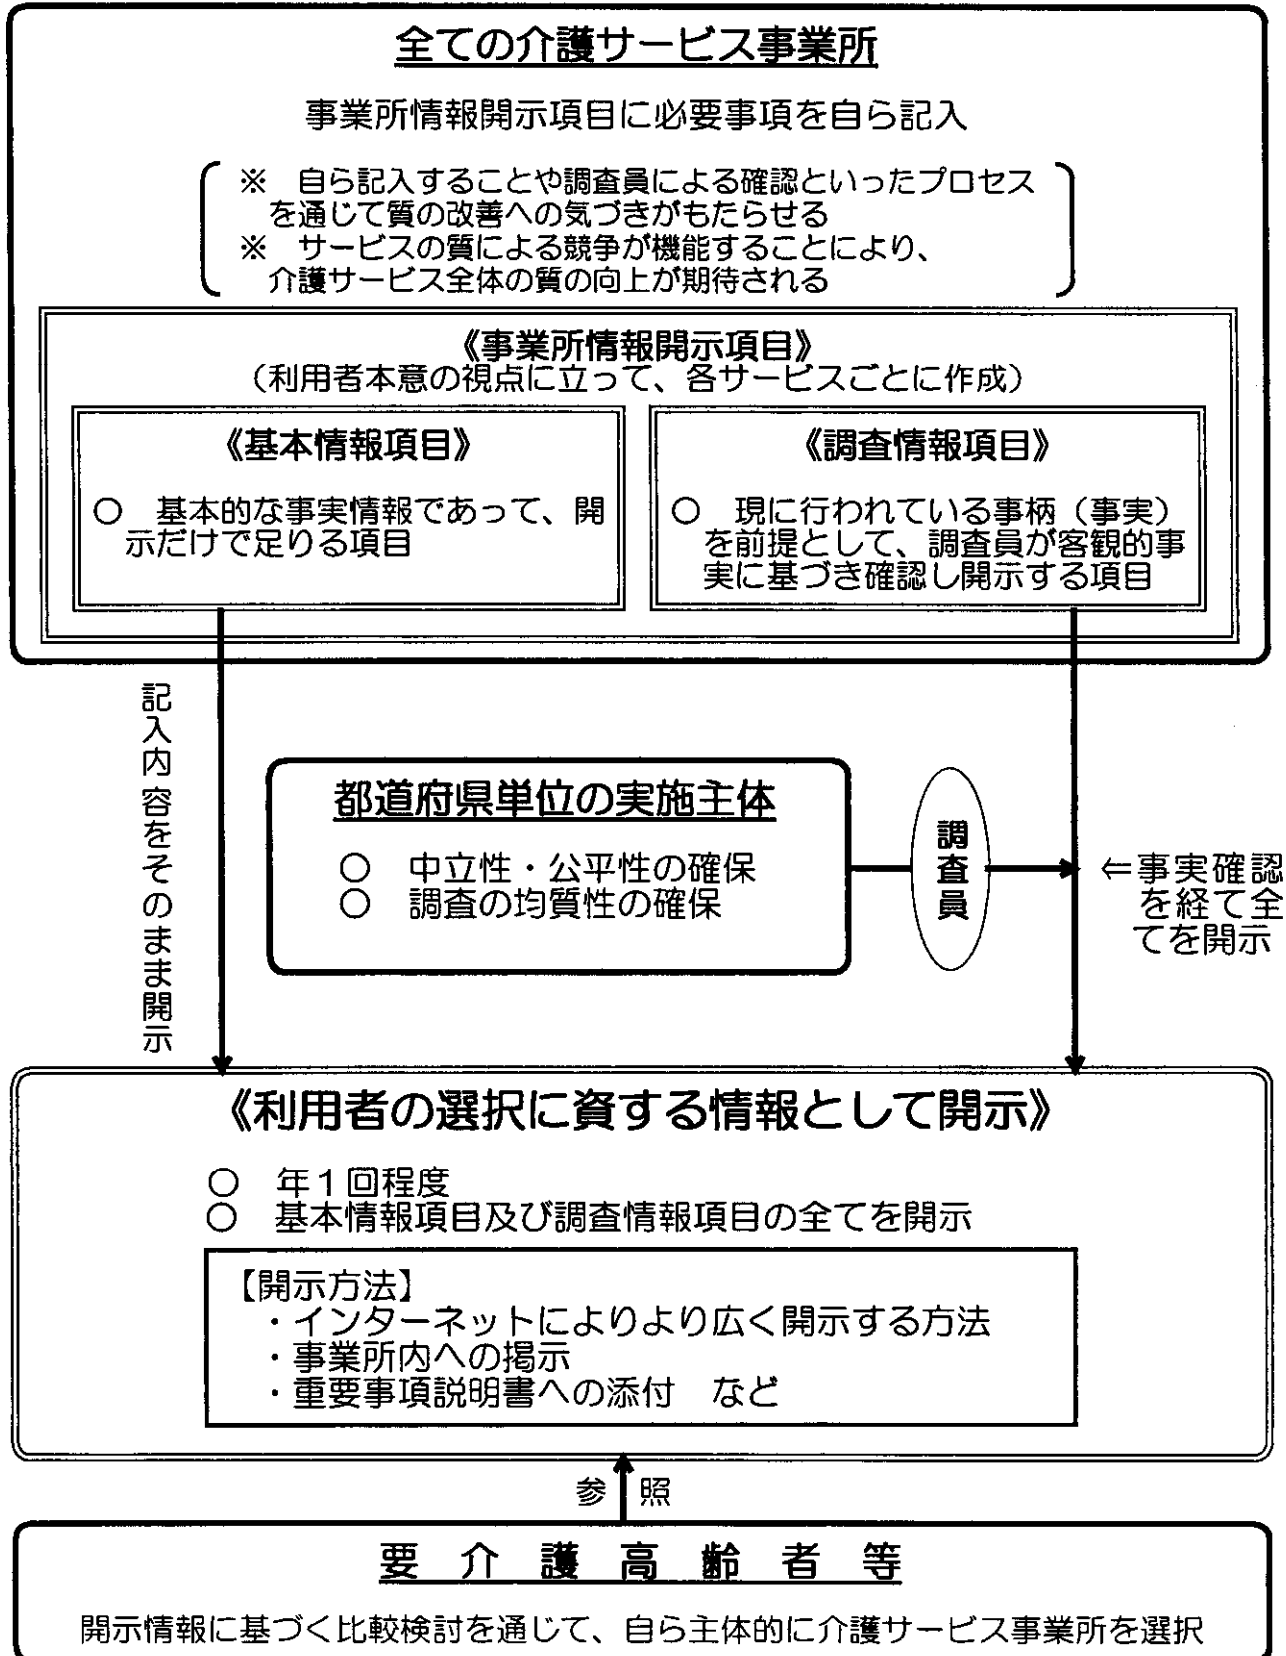 全ての介護サービス事業所
事業所情報開示項目に必要事項を自ら記入
※　自ら記入することや調査員による確認といったプロセス
を通じて質の改善への気づきがもたらせる
※　サービスの質による競争が機能することにより、
介護サービス全体の質の向上が期待される
《事業所情報開示項目》
（利用者本意の視点に立って、各サービスごとに作成）
《基本情報項目》
○　基本的な事実情報であって、開
示だけで足りる項目
《調査情報項目》
○　現に行われている事柄（事実）
を前提として、調査員が客観的事
実に基づき確認し開示する項目
記入内容をそのまま開示
都道府県単位の実施主体
○　中立性・公平性の確保
○　調査の均質性の確保
調査員
⇐事実確認
を経て全
てを開示
《利用者の選択に資する情報として開示》
○　年１回程度
○　基本情報項目及び調査情報項目の全てを開示
【開示方法】
・インターネットによりより広く開示する方法
・事業所内への掲示
・重要事項説明書への添付　など
参照
要介護高齢者等
開示情報に基づく比較検討を通じて、自ら主体的に介護サービス事業所を選択